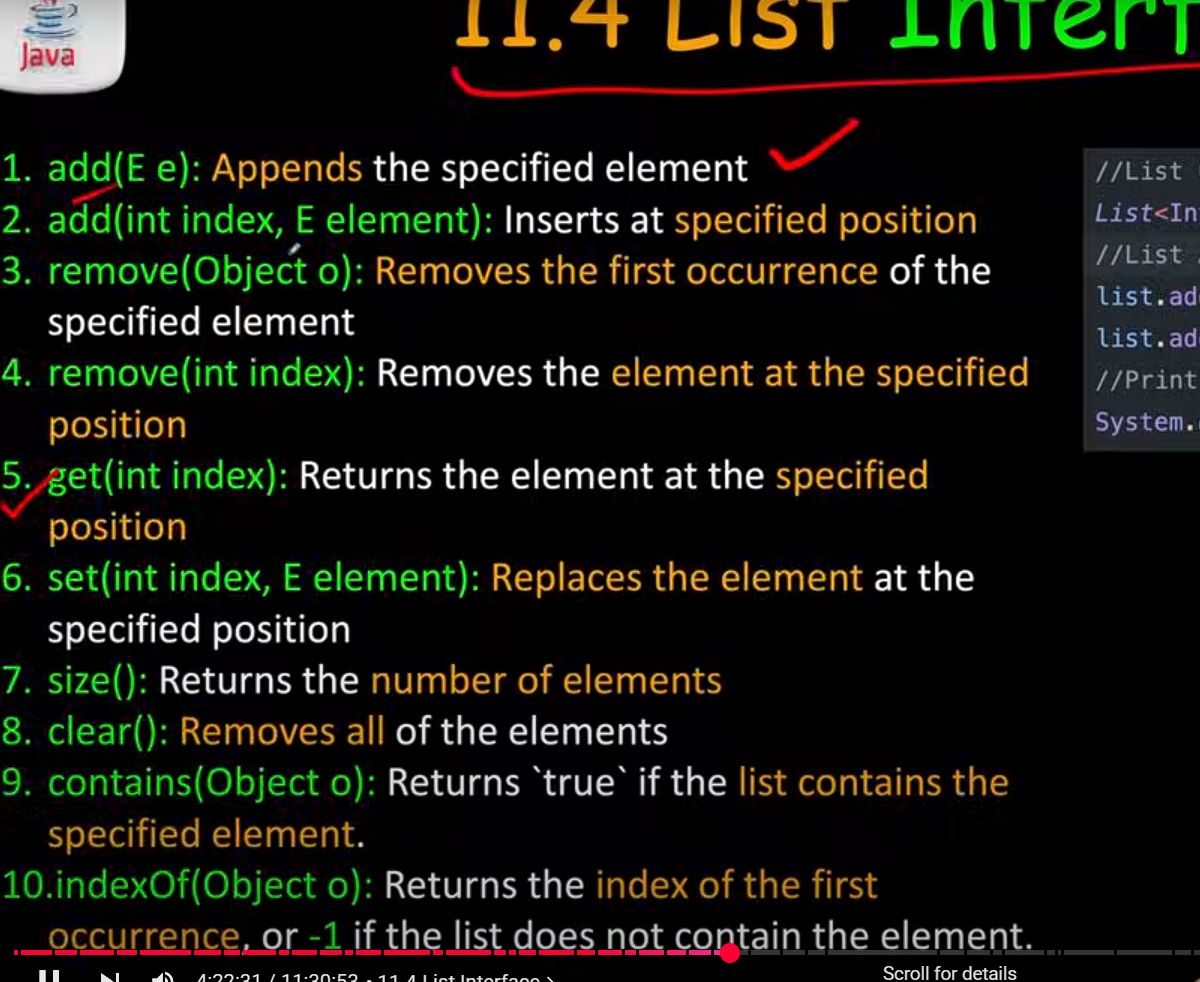 Java
11.4 List Interf
1. add(E e): Appends the specified element
2. add(int index, E element): Inserts at specified position
3. remove(Object o): Removes the first occurrence of the
specified element
4. remove(int index): Removes the element at the specified
position
5. get(int index): Returns the element at the specified
position
6. set(int index, E element): Replaces the element at the
specified position
7. size(): Returns the number of elements
8. clear(): Removes all of the elements
9. contains(Object o): Returns `true` if the list contains the
specified element.
10.indexOf(Object o): Returns the index of the first
occurrence, or -1 if the list does not contain the element.
//List
List<In
//List
list.ad
list.ad
//Print
System.
4:22:31 / 11:30:53 • 11.4 List Interface >
Scroll for details